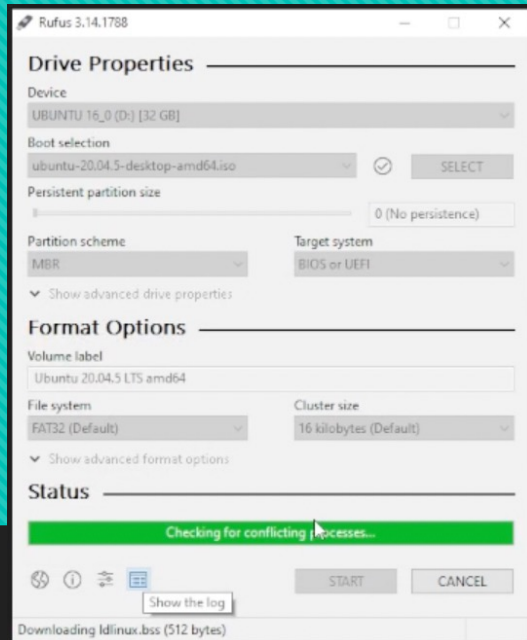 Rufus 3.14.1788
Drive Properties
Device
UBUNTU 16_0 (D:) [32 GB]
Boot selection
ubuntu-20.04.5-desktop-amd64.iso
SELECT
Persistent partition size
0 (No persistence)
Partition scheme
Target system
MBR
BIOS or UEFI
Show advanced drive properties
Format Options
Volume label
Ubuntu 20.04.5 LTS amd64
File system
Cluster size
FAT32 (Default)
16 kilobytes (Default)
Show advanced format options
Status
Checking for conflicting processes...
START
CANCEL
Show the log
Downloading ldlinux.bss (512 bytes)